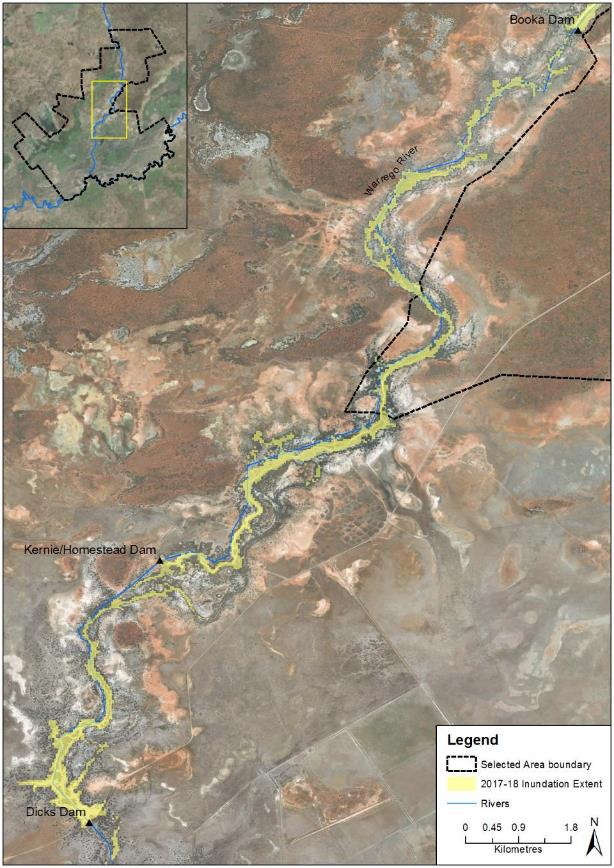 Booka Dam
Warrego River
Kernie/Homestead Dam
Dicks Dam
Legend
Selected Area boundary
2017-18 Inundation Extent
Rivers
0 0.45 0.9 1.8
Kilometres
N